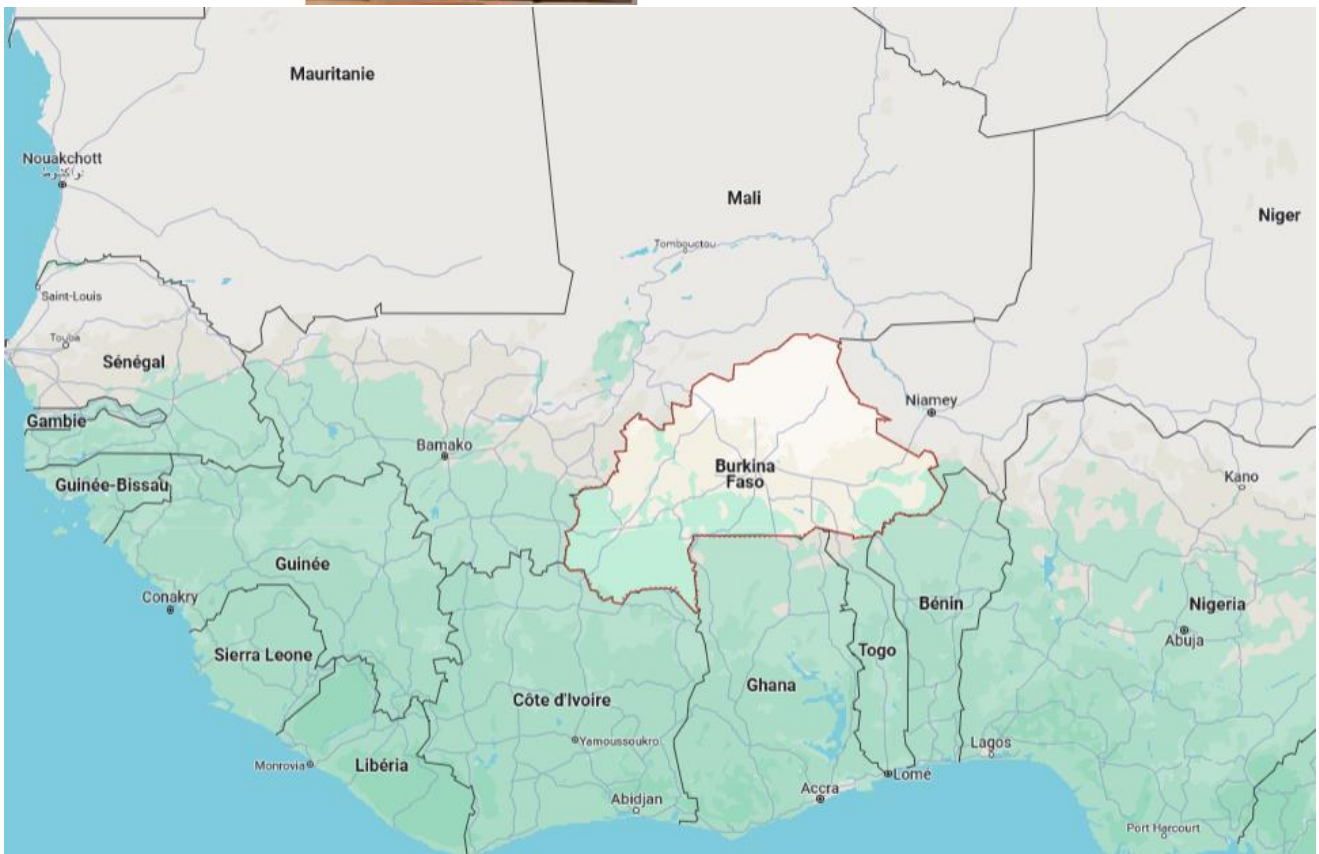 Mauritanie
Nouakchott
نواكشوط
Mali
Niger
Tombouctou
Saint-Louis
Touba
r
Sénégal
Niamey
Gambie
Bamako
Burkina
Faso
Kano
Guinée-Bissau
Guinée
Conakry
Bénin
Nigeria
Abuja
Sierra Leone
Togo
Ghana
Côte d'Ivoire
Yamoussoukro
Lagos
Monrovia
Libéria
Lomé
Accra
Abidjan
Port Harcourt